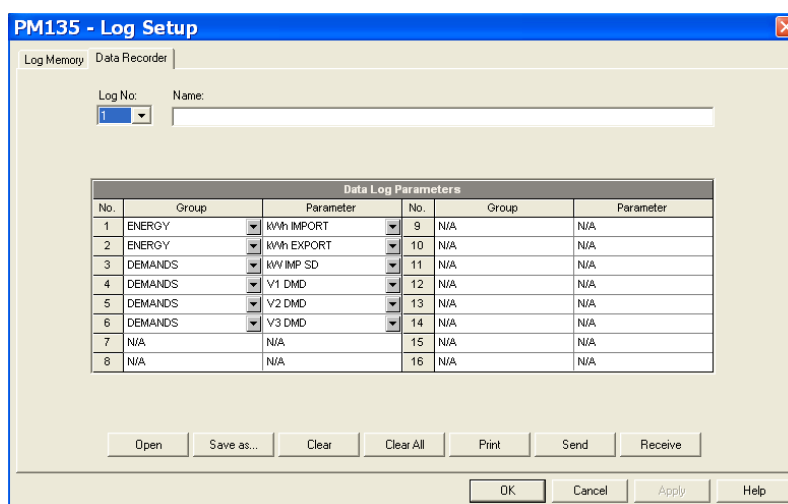 PM135 - Log Setup
Log Memory Data Recorder
Log No: Name:
1
Data Log Parameters
No. Group Parameter No. Group Parameter
1 ENERGY kWh IMPORT 9 N/A N/A
2 ENERGY kWh EXPORT 10 N/A N/A
3 DEMANDS kW IMP SD 11 N/A N/A
4 DEMANDS V1 DMD 12 N/A N/A
5 DEMANDS V2 DMD 13 N/A N/A
6 DEMANDS V3 DMD 14 N/A N/A
7 N/A N/A 15 N/A N/A
8 N/A N/A 16 N/A N/A
Open Save as... Clear Clear All Print Send Receive
OK Cancel Apply Help